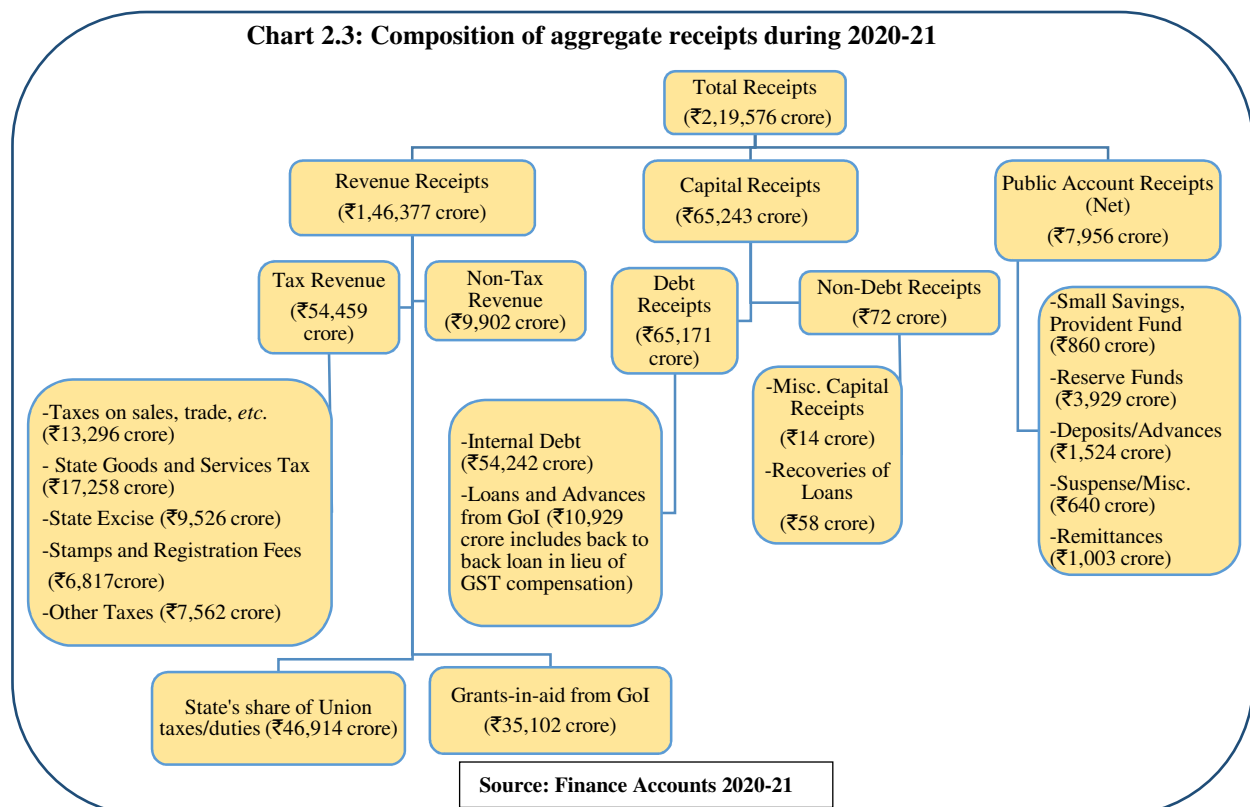 Chart 2.3: Composition of aggregate receipts during 2020-21
Total Receipts
(₹2,19,576 crore)
Revenue Receipts
(₹1,46,377 crore)
Capital Receipts
(₹65,243 crore)
Public Account Receipts
(Net)
(₹7,956 crore)
Tax Revenue
(₹54,459
crore)
Non-Tax
Revenue
(₹9,902 crore)
Debt
Receipts
(₹65,171
crore)
Non-Debt Receipts
(₹72 crore)
-Taxes on sales, trade, etc.
(₹13,296 crore)
- State Goods and Services Tax
(₹17,258 crore)
-State Excise (₹9,526 crore)
-Stamps and Registration Fees
(₹6,817crore)
-Other Taxes (₹7,562 crore)
-Internal Debt
(₹54,242 crore)
-Loans and Advances
from GoI (₹10,929
crore includes back to
back loan in lieu of
GST compensation)
-Misc. Capital
Receipts
(₹14 crore)
-Recoveries of
Loans
(₹58 crore)
-Small Savings,
Provident Fund
(₹860 crore)
-Reserve Funds
(₹3,929 crore)
-Deposits/Advances
(₹1,524 crore)
-Suspense/Misc.
(₹640 crore)
-Remittances
(₹1,003 crore)
State's share of Union
taxes/duties (₹46,914 crore)
Grants-in-aid from GoI
(₹35,102 crore)
Source: Finance Accounts 2020-21